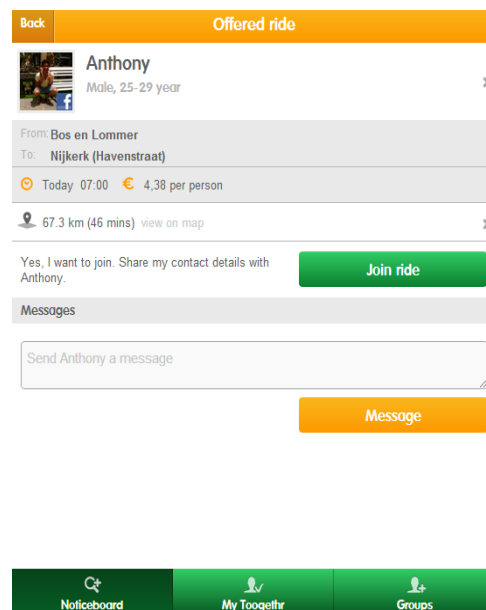 Back Offered ride
Anthony
Male, 25-29 year
From: Bos en Lommer
To: Nijkerk (Havenstraat)
Today 07:00 € 4,38 per person
67.3 km (46 mins) view on map
Yes, I want to join. Share my contact details with
Anthony.
Join ride
Messages
Send Anthony a message
Message
Noticeboard My Toogethr Groups